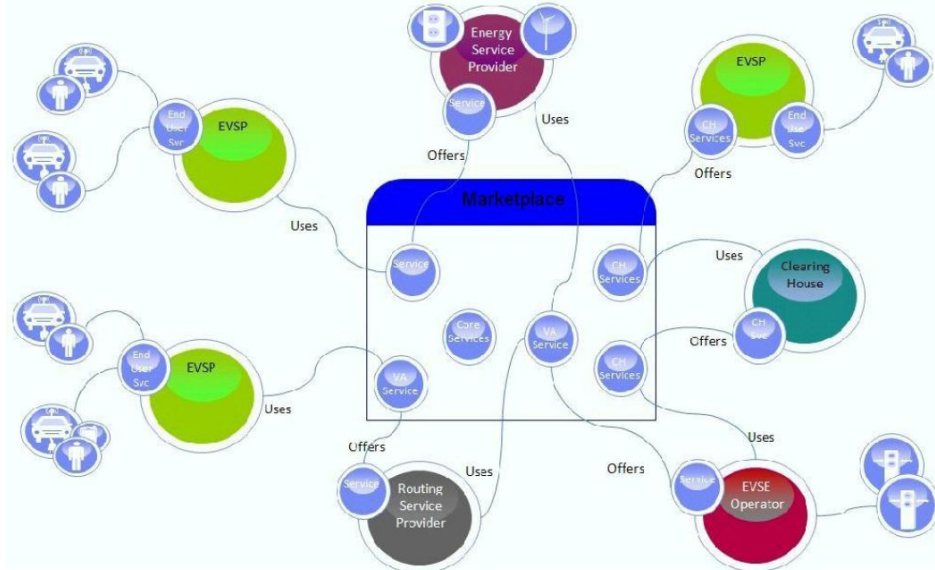 Energy
Service
Provider
Service
Uses
Offers
EVSP
End
User
Svc
Uses
EVSP
CH
Services
End
Use
Svc
Offers
Marketplace
Service
CH
Services
Uses
Clearing
House
CH
Svc
Offers
Core
Services
VA
Service
CH
Services
VA
Service
EVSP
End
User
Svc
Uses
Offers
Service
Routing
Service
Provider
Uses
Offers
Service
Uses
EVSE
Operator